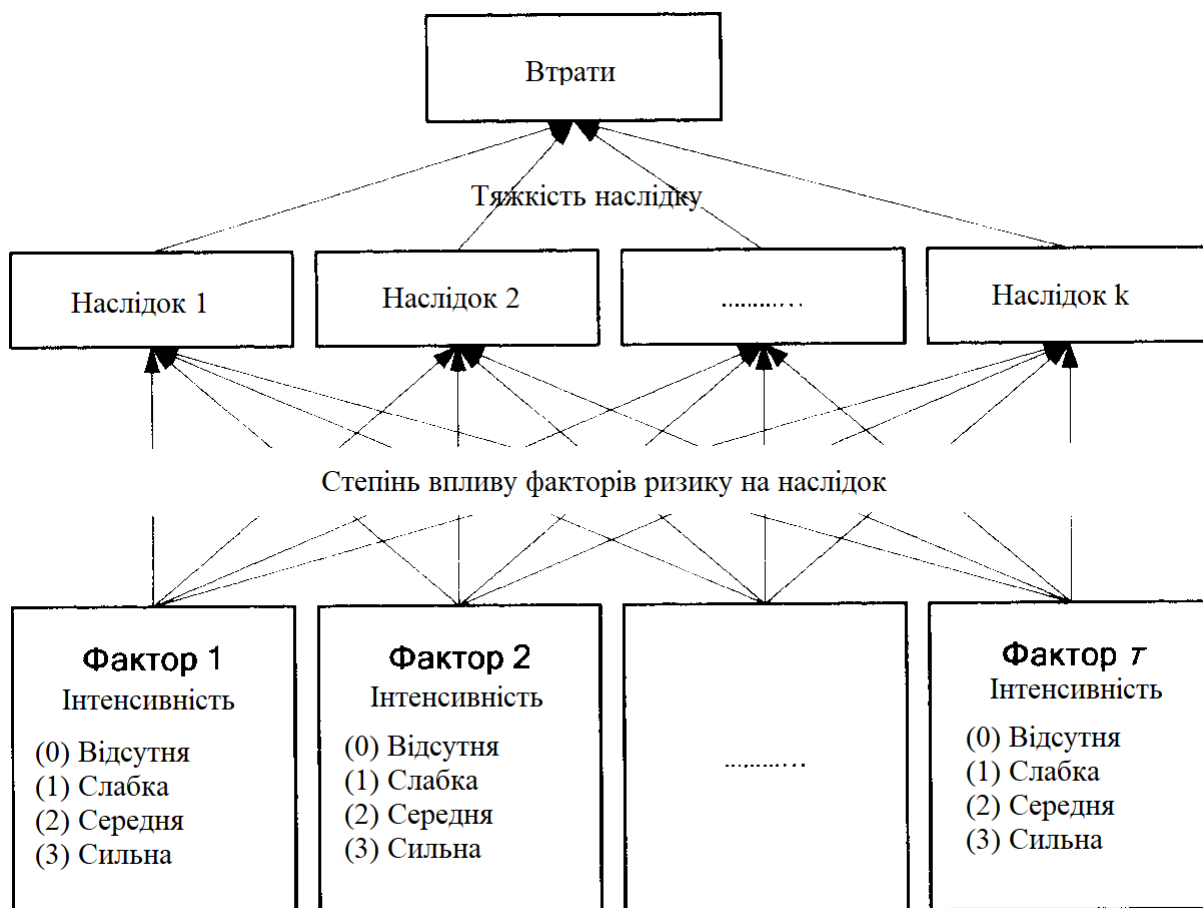 Втрати
Тяжкість наслідку
Наслідок 1
Наслідок 2
...........
Наслідок k
Степінь впливу факторів ризику на наслідок
Фактор 1
Інтенсивність
(0) Відсутня
(1) Слабка
(2) Середня
(3) Сильна
Фактор 2
Інтенсивність
(0) Відсутня
(1) Слабка
(2) Середня
(3) Сильна
...........
Фактор т
Інтенсивність
(0) Відсутня
(1) Слабка
(2) Середня
(3) Сильна